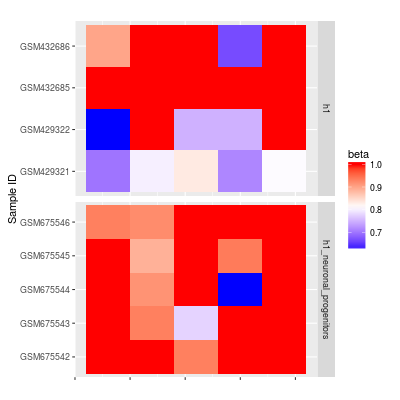 GSM432686
GSM432685
GSM429322
GSM429321
h1
GSM675546
GSM675545
GSM675544
GSM675543
GSM675542
h1_neuronal_progenitors
Sample ID
beta
1.0
0.9
0.8
0.7